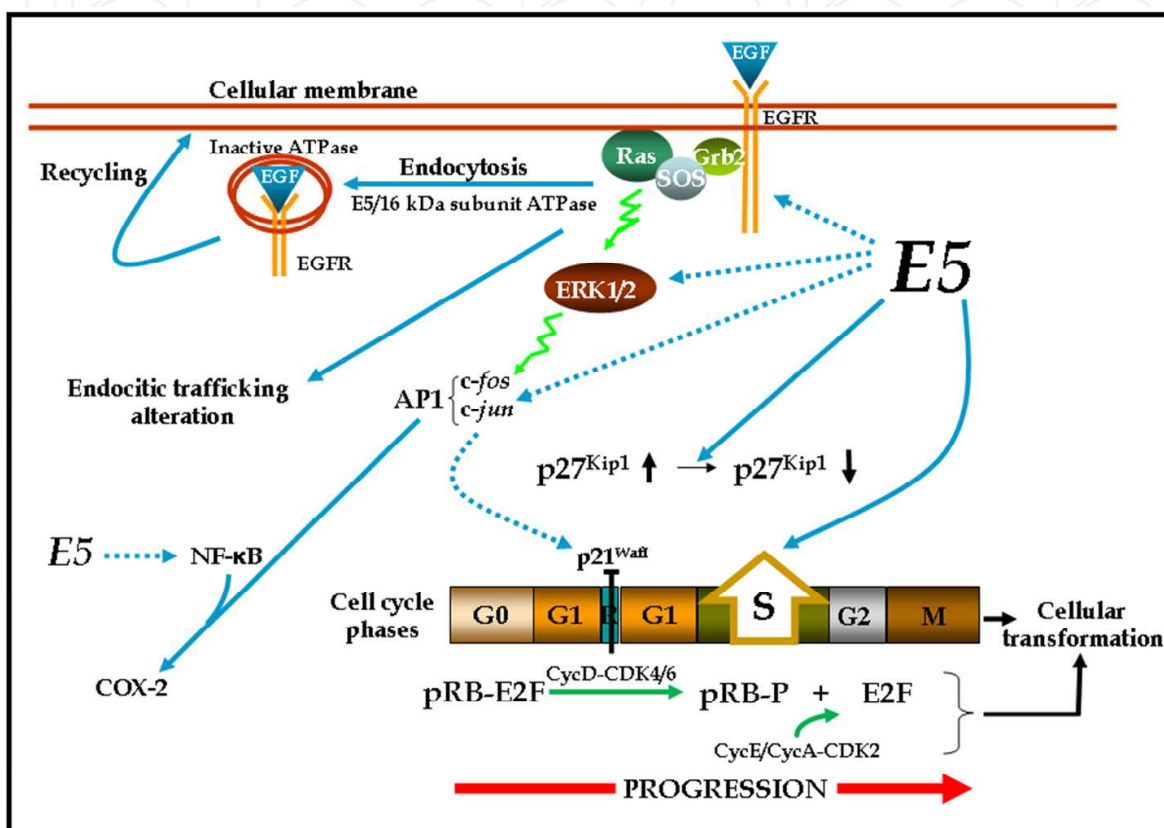 EGF
Cellular membrane
EGFR
Inactive ATPase
Ras
Grb2
SOS
Recycling
EGF
Endocytosis
E5/16 kDa subunit ATPase
EGFR
E5
ERK1/2
Endocitic trafficking
alteration
AP1 { c-fos
c-jun
p27Kip1 ⬆ → p27Kip1 ⬇
E5
NF-κB
p21Waff
Cell cycle
phases
G0 G1 R G1 S G2 M
Cellular
transformation
COX-2
CycD-CDK4/6
pRB-E2F pRB-P + E2F
CycE/CycA-CDK2
PROGRESSION